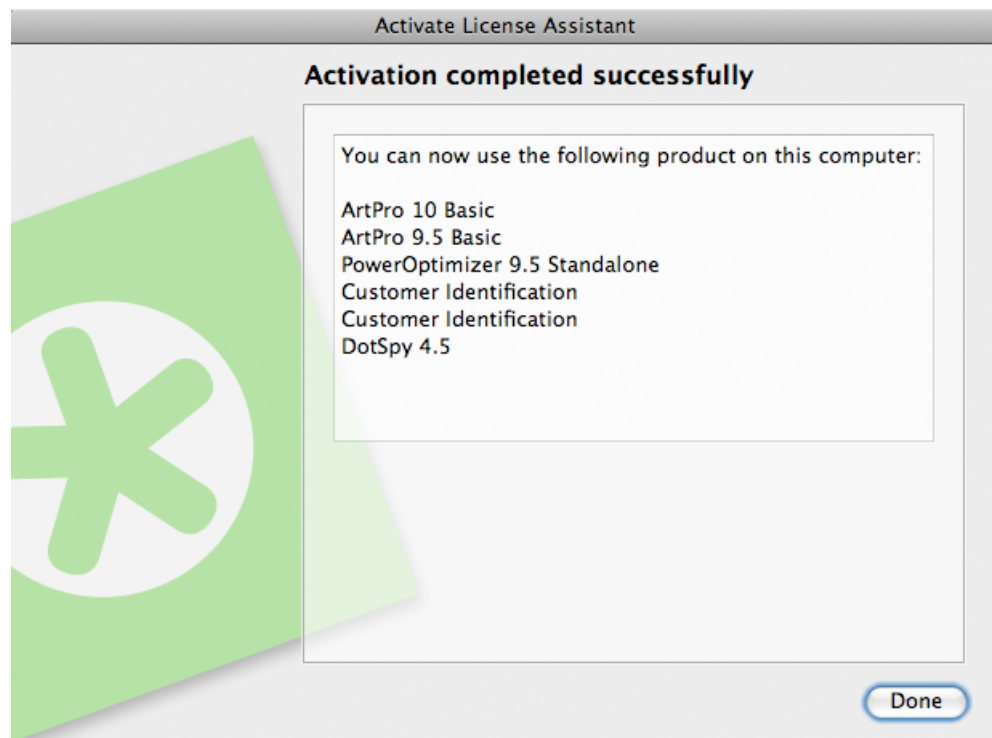 Activate License Assistant
Activation completed successfully
You can now use the following product on this computer:
ArtPro 10 Basic
ArtPro 9.5 Basic
PowerOptimizer 9.5 Standalone
Customer Identification
Customer Identification
DotSpy 4.5
Done